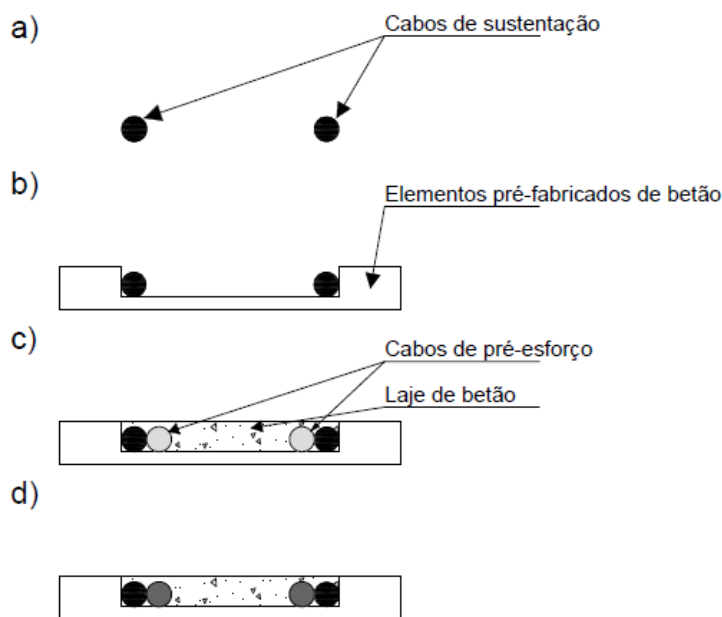 a)
Cabos de sustentação
b)
Elementos pré-fabricados de betão
c)
Cabos de pré-esforço
Laje de betão
d)